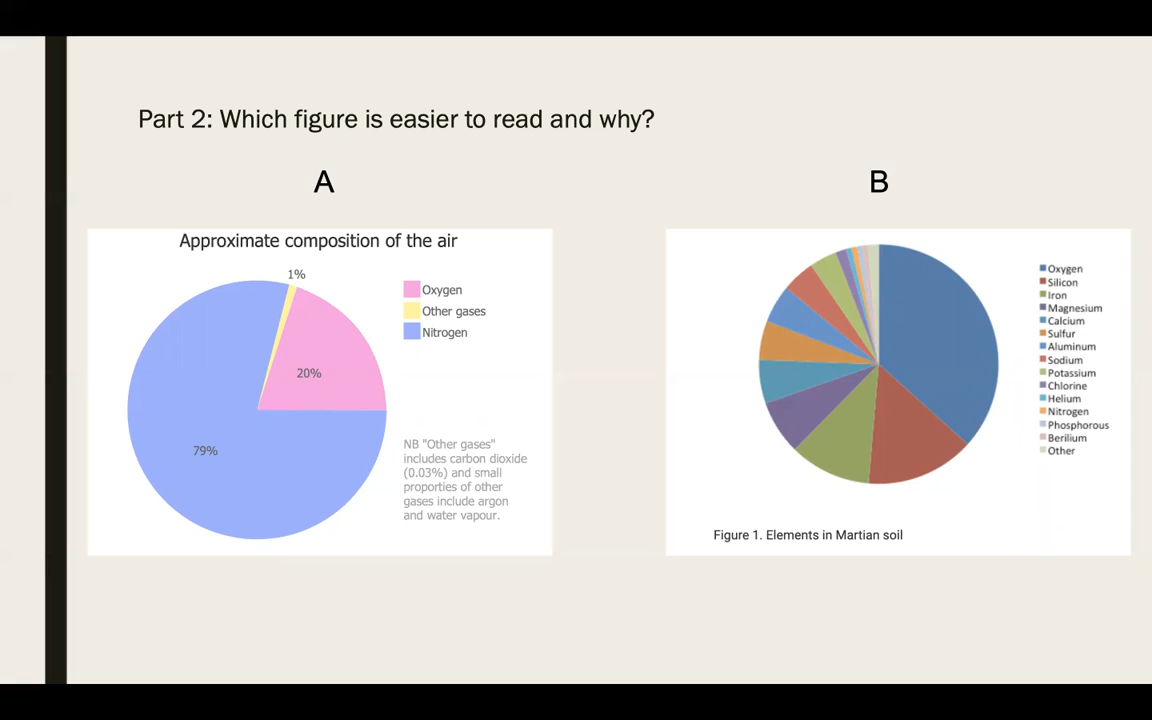 Part 2: Which figure is easier to read and why?
A
Approximate composition of the air
1%
20%
79%
Oxygen
Other gases
Nitrogen
NB "Other gases"
includes carbon dioxide
(0.03%) and small
proporties of other
gases include argon
and water vapour.
B
Oxygen
Silicon
Iron
Magnesium
Calcium
Sulfur
Aluminum
Sodium
Potassium
Chlorine
Helium
Nitrogen
Phosphorous
Berilium
Other
Figure 1. Elements in Martian soil